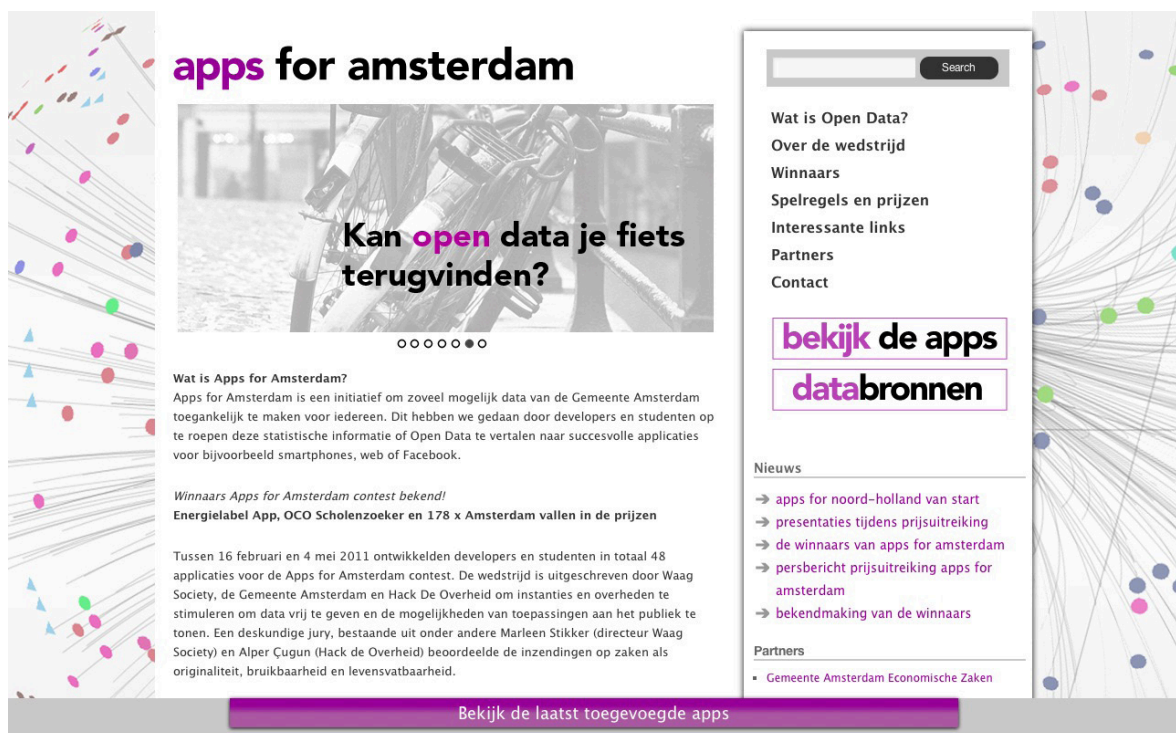 apps for amsterdam
Kan open data je fiets
terugvinden?
Wat is Apps for Amsterdam?
Apps for Amsterdam is een initiatief om zoveel mogelijk data van de Gemeente Amsterdam
toegankelijk te maken voor iedereen. Dit hebben we gedaan door developers en studenten op
te roepen deze statistische informatie of Open Data te vertalen naar succesvolle applicaties
voor bijvoorbeeld smartphones, web of Facebook.
Winnaars Apps for Amsterdam contest bekend!
Energielabel App, OCO Scholenzoeker en 178 x Amsterdam vallen in de prijzen
Tussen 16 februari en 4 mei 2011 ontwikkelden developers en studenten in totaal 48
applicaties voor de Apps for Amsterdam contest. De wedstrijd is uitgeschreven door Waag
Society, de Gemeente Amsterdam en Hack De Overheid om instanties en overheden te
stimuleren om data vrij te geven en de mogelijkheden van toepassingen aan het publiek te
tonen. Een deskundige jury, bestaande uit onder andere Marleen Stikker (directeur Waag
Society) en Alper Çugun (Hack de Overheid) beoordeelde de inzendingen op zaken als
originaliteit, bruikbaarheid en levensvatbaarheid.
Search
Wat is Open Data?
Over de wedstrijd
Winnaars
Spelregels en prijzen
Interessante links
Partners
Contact
bekijk de apps
databronnen
Nieuws
apps for noord-holland van start
presentaties tijdens prijsuitreiking
de winnaars van apps for amsterdam
persbericht prijsuitreiking apps for
amsterdam
bekendmaking van de winnaars
Partners
Gemeente Amsterdam Economische Zaken
Bekijk de laatst toegevoegde apps